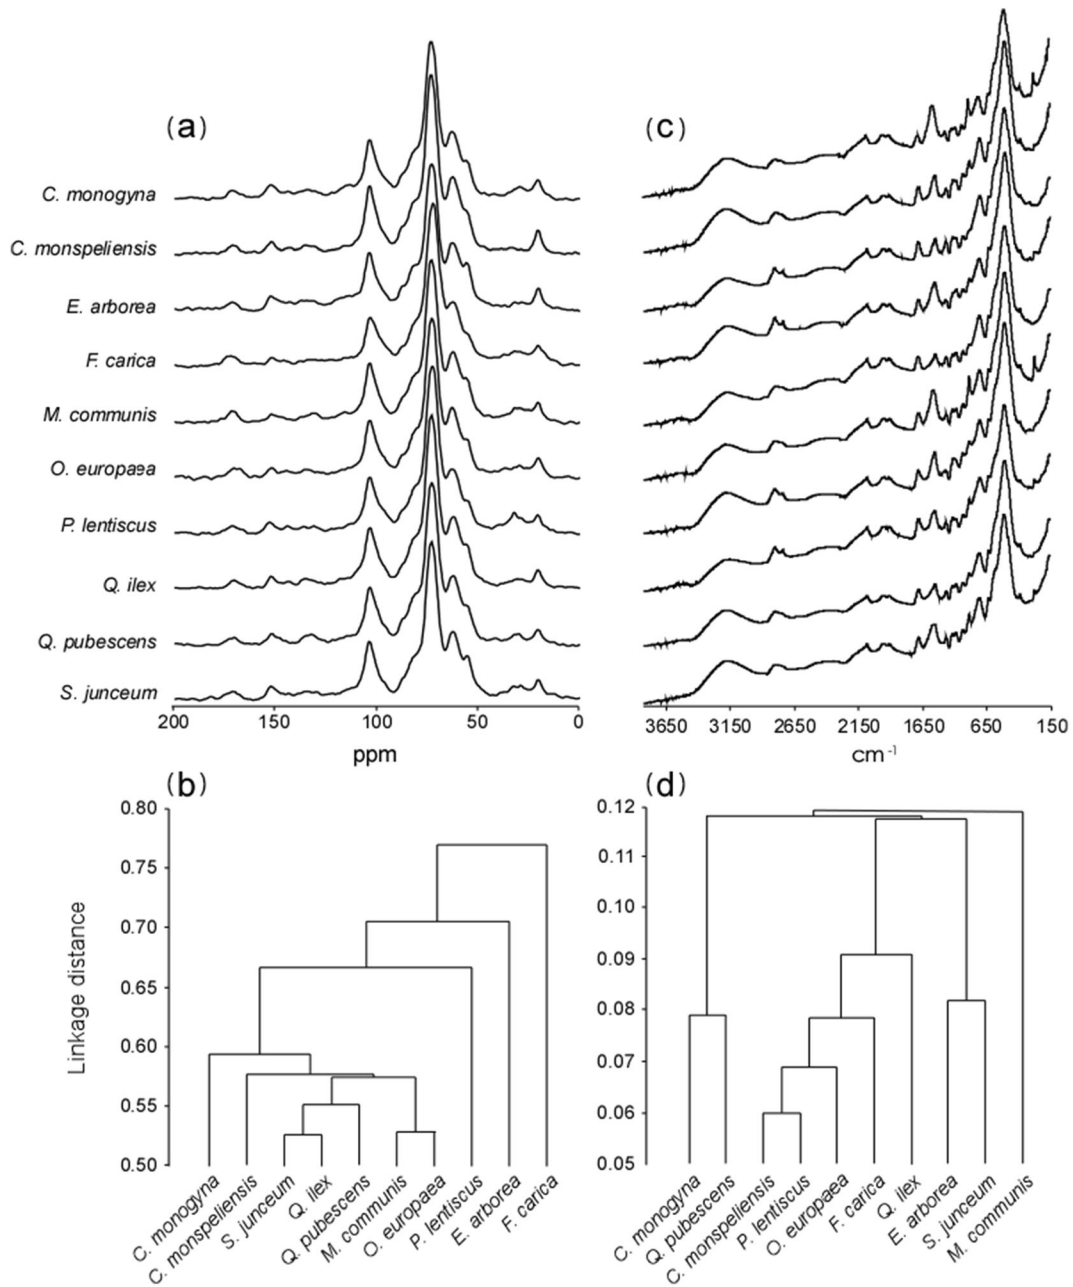 (a)
(c)
C. monogyna
C. monspeliensis
E. arborea
F. carica
M. communis
O. europaea
P. lentiscus
Q. ilex
Q. pubescens
S. junceum
200 150 100 50 0
ppm
3650 3150 2650 2150 1650 650 150
cm-1
(b)
0.80
0.75
0.70
0.65
0.60
0.55
0.50
Linkage distance
C. monogyna
C. monspeliensis
S. junceum
Q. ilex
Q. pubescens
M. communis
O. europaea
P. lentiscus
E. arborea
F. carica
(d)
0.12
0.11
0.10
0.09
0.08
0.07
0.06
0.05
C. monogyna
Q. pubescens
C. monspeliensis
P. lentiscus
O. europaea
F. carica
Q. ilex
E. arborea
S. junceum
M. communis